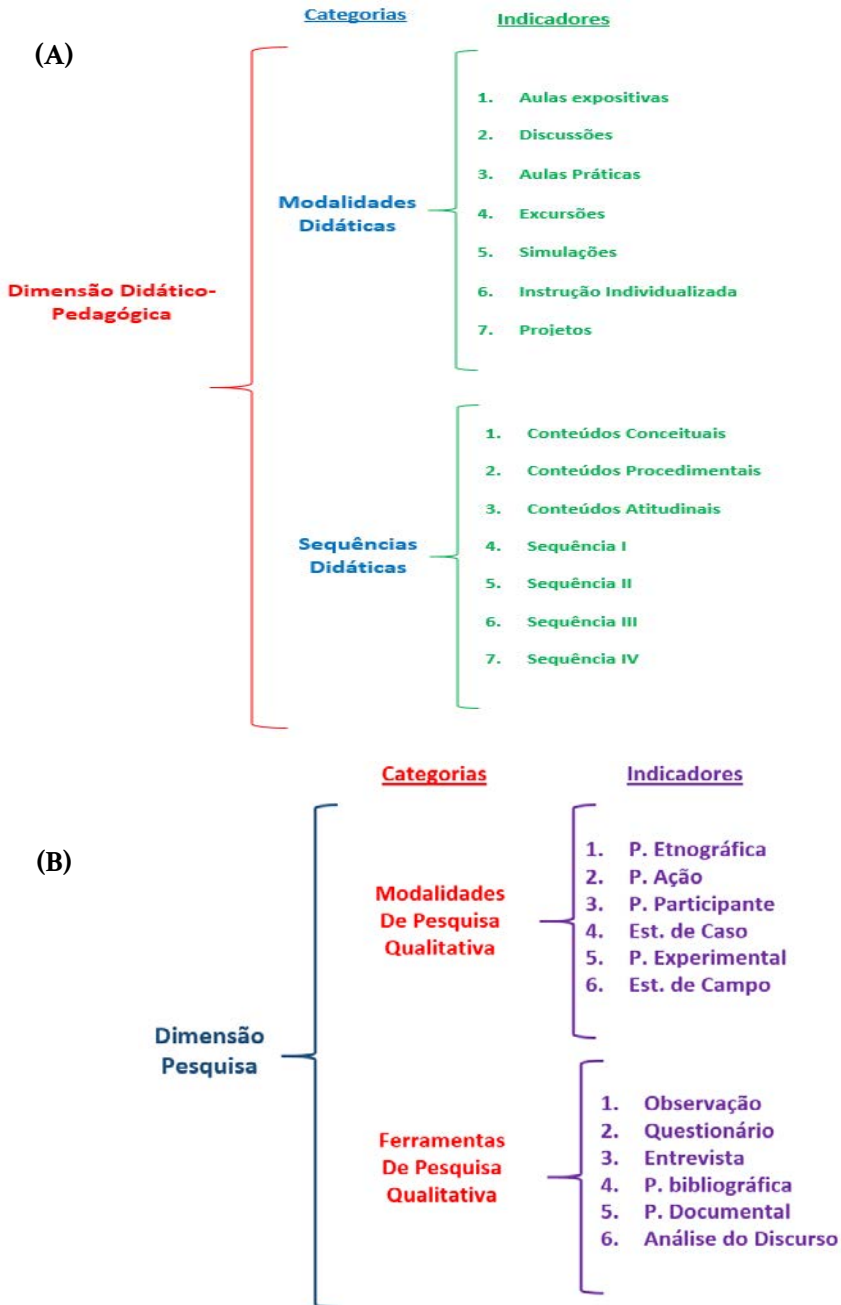 Categorias
Indicadores
(A)
Dimensão Didático-
Pedagógica
Modalidades
Didáticas
1. Aulas expositivas
2. Discussões
3. Aulas Práticas
4. Excursões
5. Simulações
6. Instrução Individualizada
7. Projetos
Sequências
Didáticas
1. Conteúdos Conceituais
2. Conteúdos Procedimentais
3. Conteúdos Atitudinais
4. Sequência I
5. Sequência II
6. Sequência III
7. Sequência IV
Categorias
Indicadores
(B)
Dimensão
Pesquisa
Modalidades
De Pesquisa
Qualitativa
1. P. Etnográfica
2. P. Ação
3. P. Participante
4. Est. de Caso
5. P. Experimental
6. Est. de Campo
Ferramentas
De Pesquisa
Qualitativa
1. Observação
2. Questionário
3. Entrevista
4. P. bibliográfica
5. P. Documental
6. Análise do Discurso